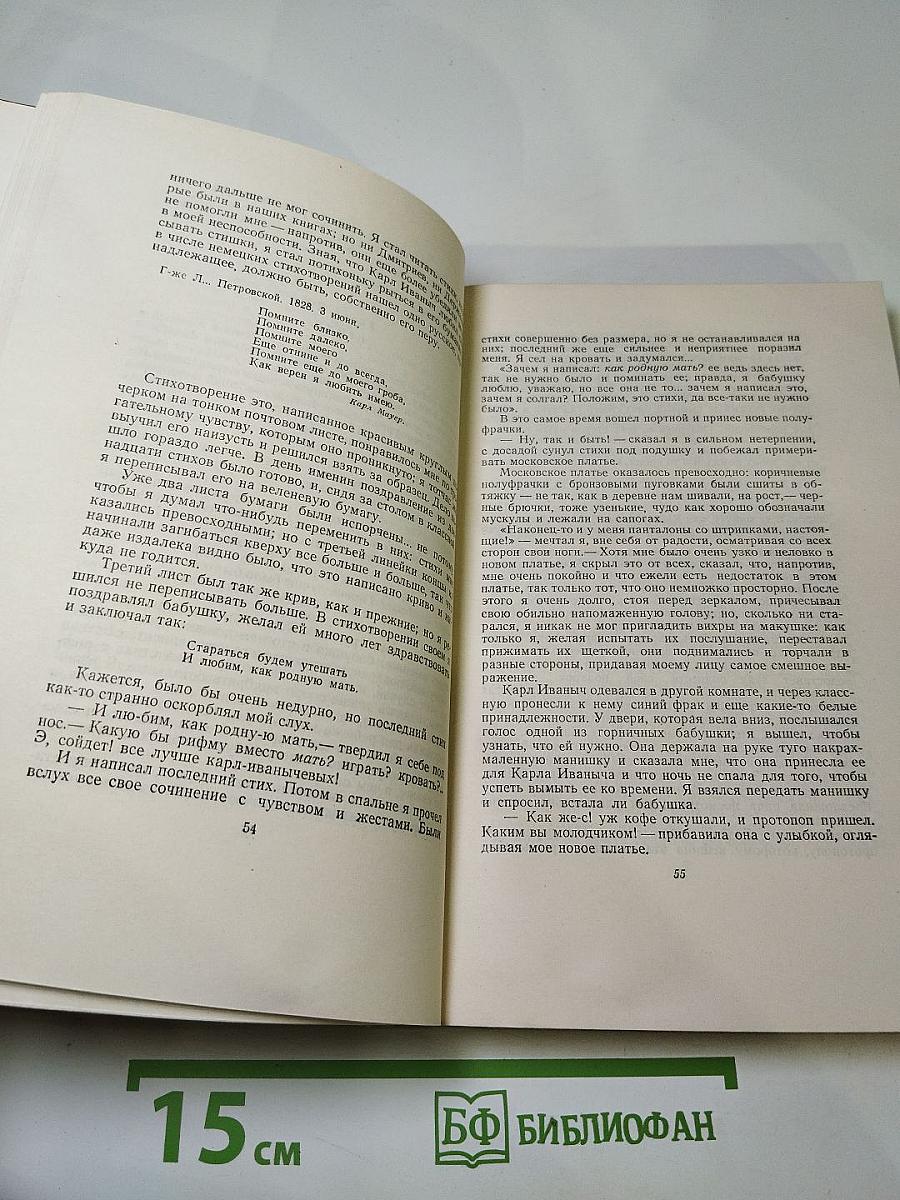 ничего дальше не мог сочинить. Я стал читать стихи,
рые были в наших книгах; но ни Дмитриев, ни
не помогли мне — напротив, они еще более
в моей неспособности. Зная, что Карл Иваныч
сывать стишки, я стал потихоньку рыться в его
в числе немецких стихотворений нашел одно русское,
надлежащее, должно быть, собственно его перу.
Г-же Л... Петровской. 1828. 3 июни.
Помните близко,
Помните далеко,
Помните моего
Еще отнине и до всегда,
Помните еще до моего гроба,
Как верен я любить имею.
Карл Мауер.
Стихотворение это, написанное красивым круглым
черком на тонком почтовом листе, понравилось мне по
гательному чувству, которым оно проникнуто; я
выучил его наизусть и решился взять за образец. Дело
шло гораздо легче. В день именин поздравление из
надцати стихов было готово, и, сидя за столом в классной
я переписывал его на веленевую бумагу.
Уже два листа бумаги были испорчены... не потому,
чтобы я думал что-нибудь переменить в них: стихи мне
казались превосходными; но с третьей линейки концы
начинали загибаться кверху все больше и больше, так что
даже издалека видно было, что это написано криво и
куда не годится.
Третий лист был так же крив, как и прежние; но я ре-
шился не переписывать больше. В стихотворении своем я
поздравлял бабушку, желал ей много лет здравствовать
и заключал так:
Стараться будем утешать
И любим, как родную мать.
Кажется, было бы очень недурно, но последний стих
как-то странно оскорблял мой слух.
— И лю-бим, как родну-ю мать,— твердил я себе под
нос.— Какую бы рифму вместо мать? играть? кровать?..
Э, сойдет! все лучше карл-иванычевых!
И я написал последний стих. Потом в спальне я прочел
вслух все свое сочинение с чувством и жестами. Были
54
стихи совершенно без размера, но я не останавливался на
них; последний же еще сильнее и неприятнее поразил
меня. Я сел на кровать и задумался...
«Зачем я написал: как родную мать? ее ведь здесь нет,
так не нужно было и поминать ее; правда, я бабушку
люблю, уважаю, но все она не то... зачем я написал это,
зачем я солгал? Положим, это стихи, да все-таки не нужно
было».
В это самое время вошел портной и принес новые полу-
фрачки.
— Ну, так и быть! — сказал я в сильном нетерпении,
с досадой сунул стихи под подушку и побежал примери-
вать московское платье.
Московское платье оказалось превосходно: коричневые
полуфрачки с бронзовыми пуговками были сшиты в об-
тяжку — не так, как в деревне нам шивали, на рост,— чер-
ные брючки, тоже узенькие, чудо как хорошо обозначали
мускулы и лежали на сапогах.
«Наконец-то и у меня панталоны со штрипками, настоя-
щие!» — мечтал я, вне себя от радости, осматривая со всех
сторон свои ноги.— Хотя мне было очень узко и неловко в
новом платье, я скрыл это от всех, сказал, что, напротив,
мне очень покойно и что ежели есть недостаток в этом
платье, так только тот, что оно немножко просторно. После
этого я очень долго, стоя перед зеркалом, причесывал
свою обильно напомаженную голову; но, сколько ни ста-
рался, я никак не мог пригладить вихры на макушке: как
только я, желая испытать их послушание, переставал
прижимать их щеткой, они поднимались и торчали в
разные стороны, придавая моему лицу самое смешное вы-
ражение.
Карл Иваныч одевался в другой комнате, и через класс-
ную пронесли к нему синий фрак и еще какие-то белые
принадлежности. У двери, которая вела вниз, послышался
голос одной из горничных бабушки; я вышел, чтобы
узнать, что ей нужно. Она держала на руке туго накрах-
маленную манишку и сказала мне, что она принесла ее
для Карла Иваныча и что ночь не спала для того, чтобы
успеть вымыть ее ко времени. Я взялся передать манишку
и спросил, встала ли бабушка.
— Как же-с! уж кофе откушали, и протопоп пришел.
Каким вы молодчиком! — прибавила она с улыбкой, огля-
дывая мое новое платье.
55
15 см
БФ БИБЛИОФАН